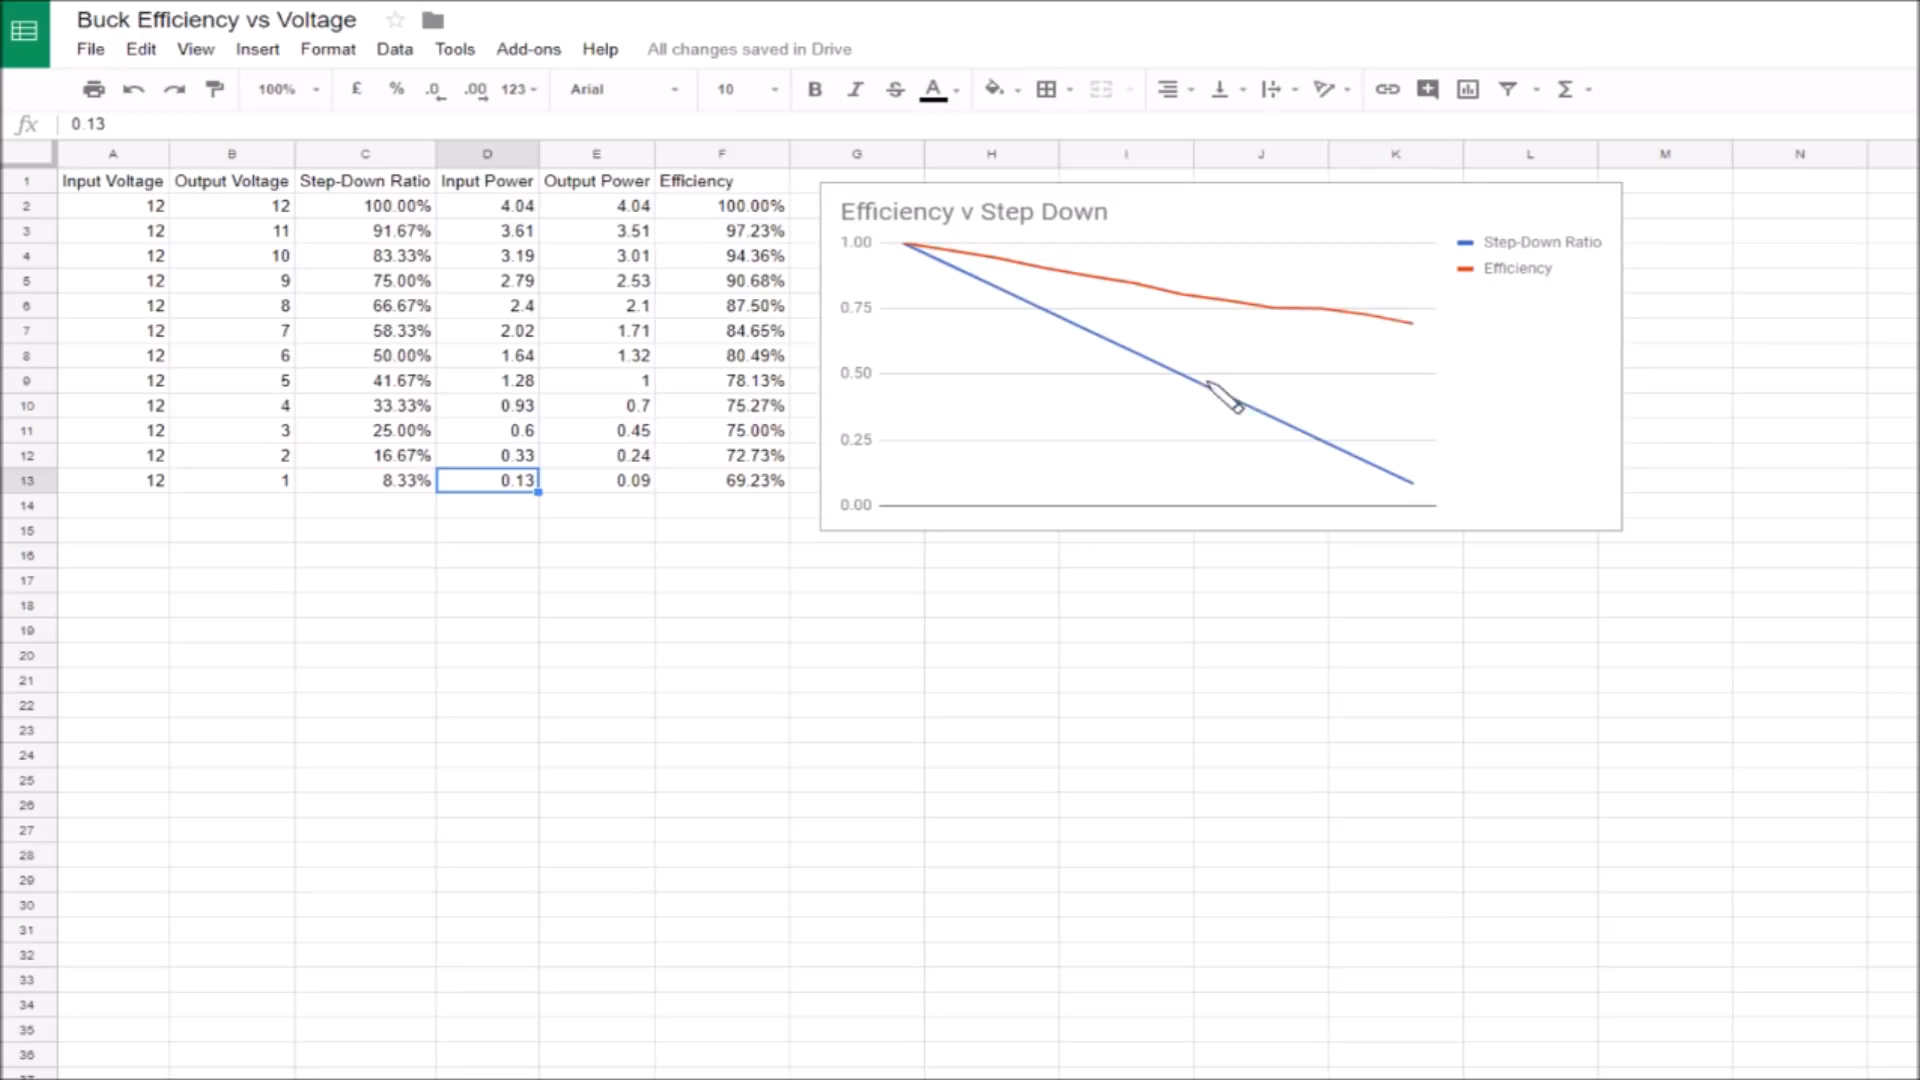 Buck Efficiency vs Voltage
File Edit View Insert Format Data Tools Add-ons Help All changes saved in Drive
100% £ % .0 .00 123 Arial 10 B I S A Σ
fx 0.13
A B C D E F G H I J K L M N
1 Input Voltage Output Voltage Step-Down Ratio Input Power Output Power Efficiency
2 12 12 100.00% 4.04 4.04 100.00%
3 12 11 91.67% 3.61 3.51 97.23%
4 12 10 83.33% 3.19 3.01 94.36%
5 12 9 75.00% 2.79 2.53 90.68%
6 12 8 66.67% 2.4 2.1 87.50%
7 12 7 58.33% 2.02 1.71 84.65%
8 12 6 50.00% 1.64 1.32 80.49%
9 12 5 41.67% 1.28 1 78.13%
10 12 4 33.33% 0.93 0.7 75.27%
11 12 3 25.00% 0.6 0.45 75.00%
12 12 2 16.67% 0.33 0.24 72.73%
13 12 1 8.33% 0.13 0.09 69.23%
14
15
16
17
18
19
20
21
22
23
24
25
26
27
28
29
30
31
32
33
34
35
36
Efficiency v Step Down
1.00
0.75
0.50
0.25
0.00
Step-Down Ratio
Efficiency